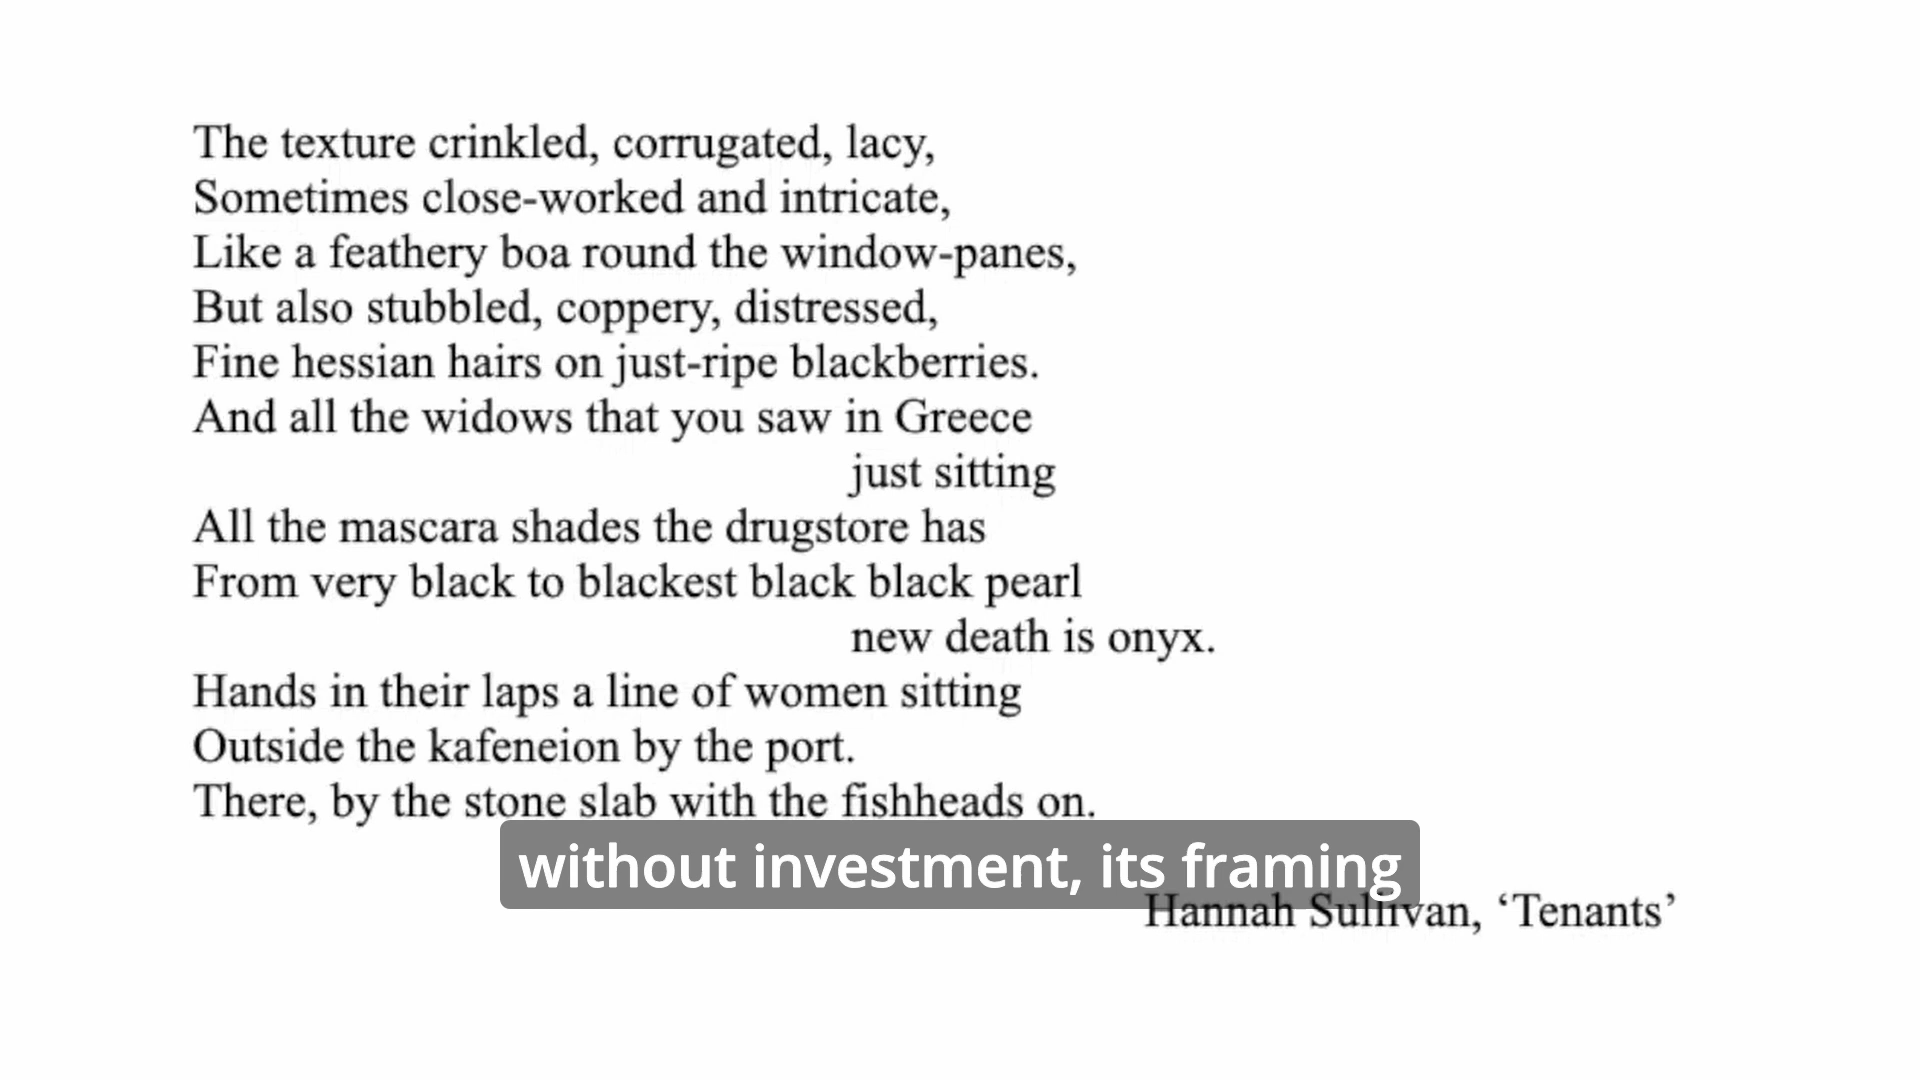 The texture crinkled, corrugated, lacy,
Sometimes close-worked and intricate,
Like a feathery boa round the window-panes,
But also stubbled, coppery, distressed,
Fine hessian hairs on just-ripe blackberries.
And all the widows that you saw in Greece
just sitting
All the mascara shades the drugstore has
From very black to blackest black black pearl
new death is onyx.
Hands in their laps a line of women sitting
Outside the kafeneion by the port.
There, by the stone slab with the fishheads on.
without investment, its framing
Hannah Sullivan, ‘Tenants’